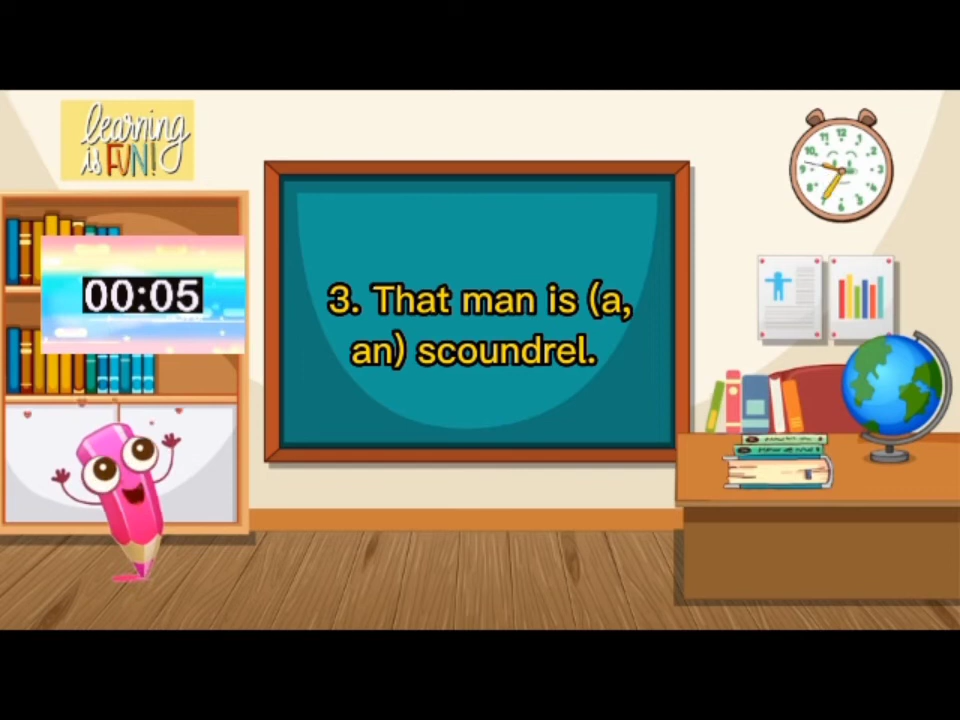 learning
is FUN!
00:05
3. That man is (a,
an) scoundrel.